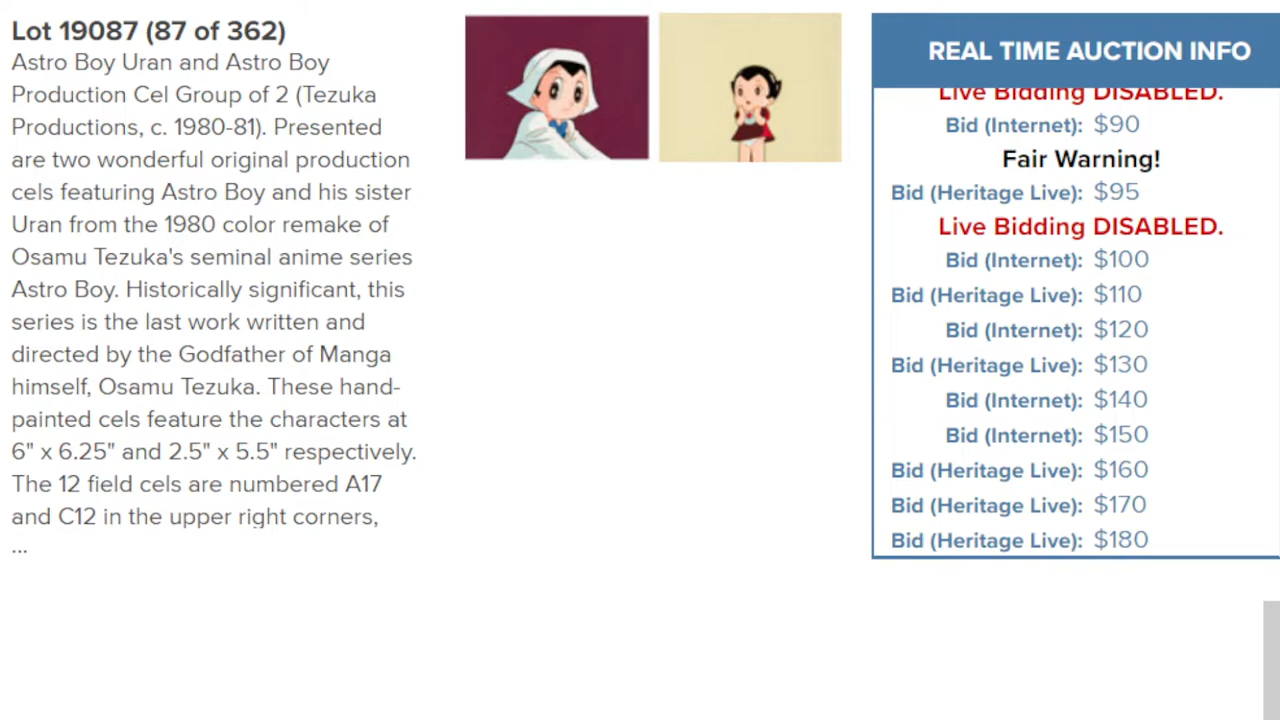 Lot 19087 (87 of 362)
Astro Boy Uran and Astro Boy
Production Cel Group of 2 (Tezuka
Productions, c. 1980-81). Presented
are two wonderful original production
cels featuring Astro Boy and his sister
Uran from the 1980 color remake of
Osamu Tezuka's seminal anime series
Astro Boy. Historically significant, this
series is the last work written and
directed by the Godfather of Manga
himself, Osamu Tezuka. These hand-
painted cels feature the characters at
6" x 6.25" and 2.5" x 5.5" respectively.
The 12 field cels are numbered A17
and C12 in the upper right corners,
...
REAL TIME AUCTION INFO
Live Bidding DISABLED.
Bid (Internet): $90
Fair Warning!
Bid (Heritage Live): $95
Live Bidding DISABLED.
Bid (Internet): $100
Bid (Heritage Live): $110
Bid (Internet): $120
Bid (Heritage Live): $130
Bid (Internet): $140
Bid (Internet): $150
Bid (Heritage Live): $160
Bid (Heritage Live): $170
Bid (Heritage Live): $180